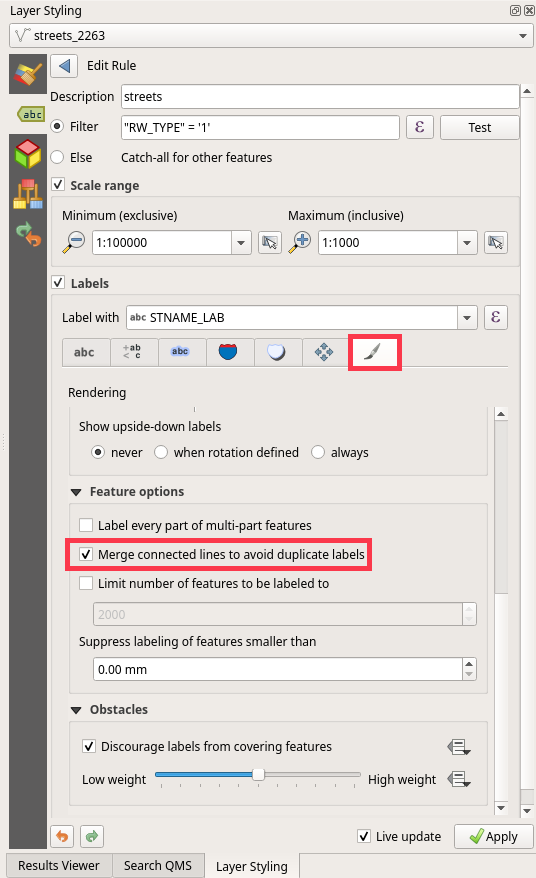 Layer Styling
streets_2263
Edit Rule
abc
Description streets
Filter "RW_TYPE" = '1' ε Test
Else Catch-all for other features
Scale range
Minimum (exclusive) Maximum (inclusive)
1:100000 1:1000
Labels
Label with abc STNAME_LAB ε
abc +ab < c abc
Rendering
Show upside-down labels
never when rotation defined always
Feature options
Label every part of multi-part features
Merge connected lines to avoid duplicate labels
Limit number of features to be labeled to
2000
Suppress labeling of features smaller than
0.00 mm
Obstacles
Discourage labels from covering features
Low weight High weight
Live update Apply
Results Viewer Search QMS Layer Styling